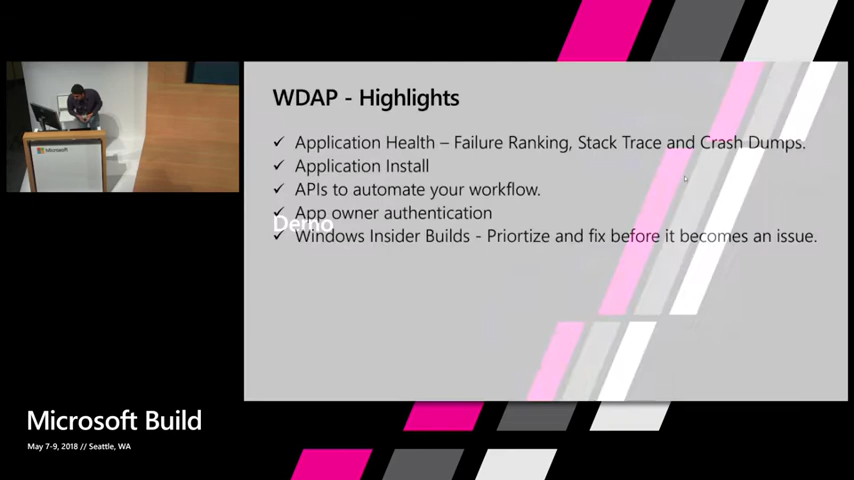 WDAP - Highlights
✓ Application Health – Failure Ranking, Stack Trace and Crash Dumps.
✓ Application Install
✓ APIs to automate your workflow.
✓ App owner authentication
Demo
✓ Windows Insider Builds - Priortize and fix before it becomes an issue.
Microsoft
Microsoft Build
May 7-9, 2018 // Seattle, WA